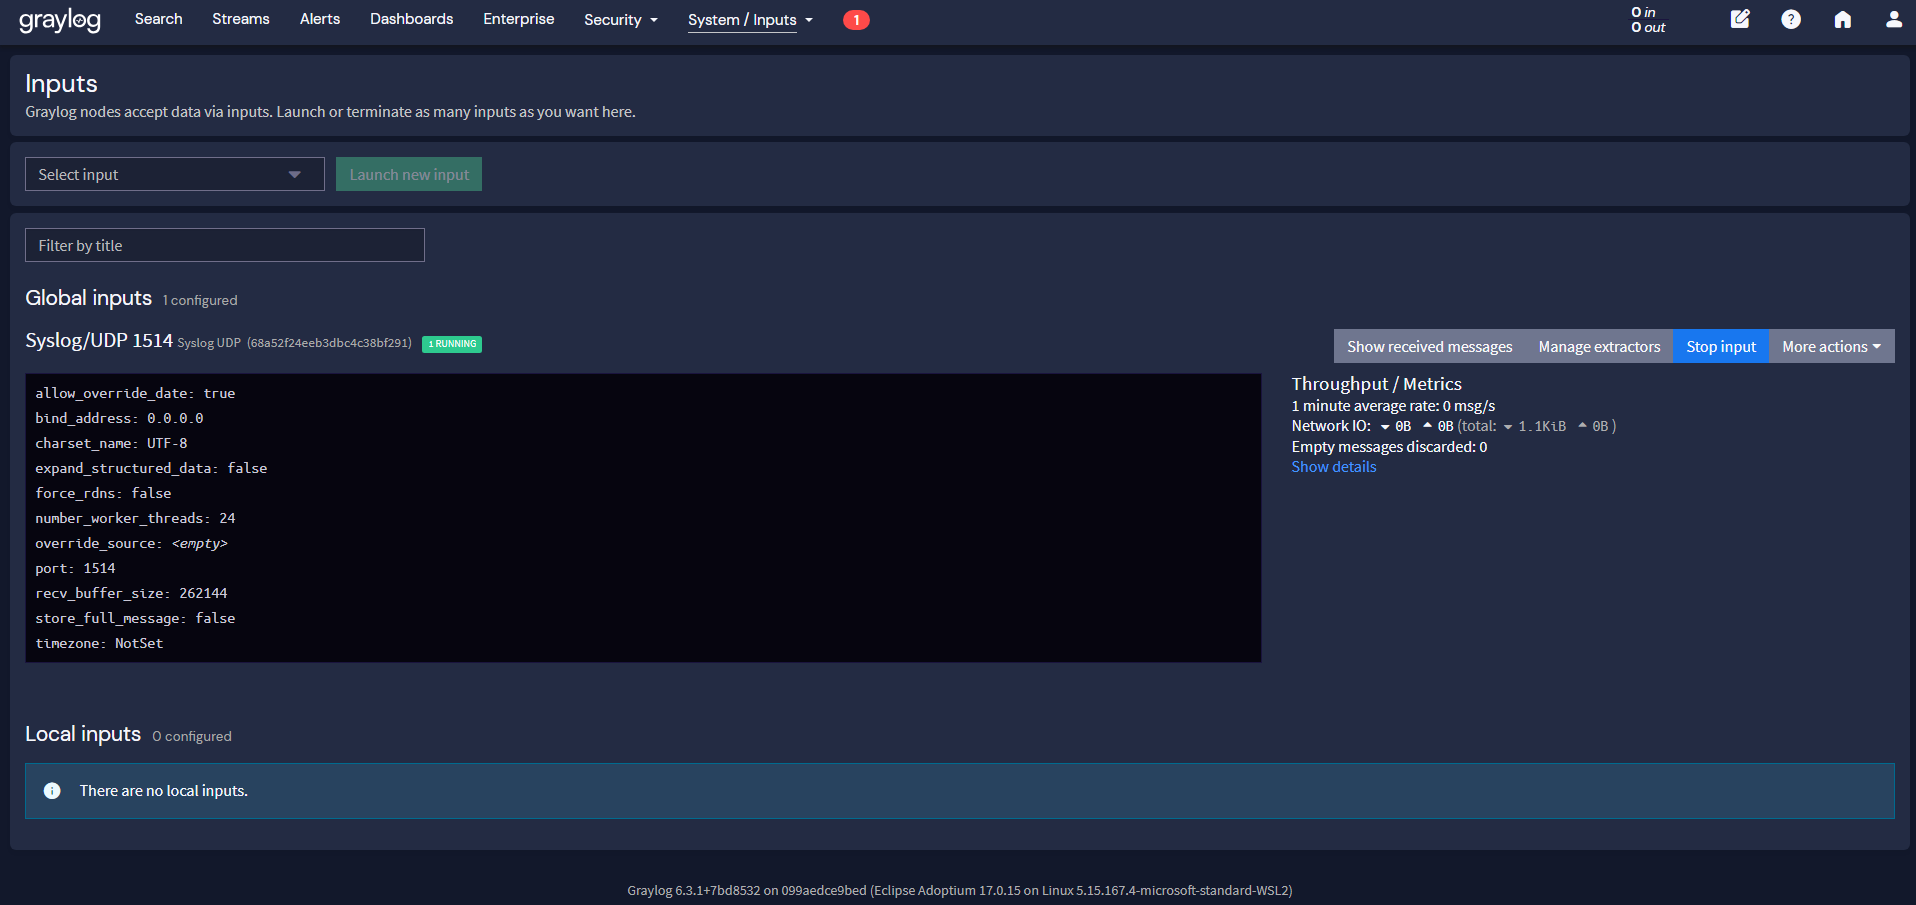 graylog Search Streams Alerts Dashboards Enterprise Security System / Inputs 1 0 in
0 out
Inputs
Graylog nodes accept data via inputs. Launch or terminate as many inputs as you want here.
Select input Launch new input
Filter by title
Global inputs 1 configured
Syslog/UDP 1514 Syslog UDP (68a52f24eeb3dbc4c38bf291) 1 RUNNING
Show received messages Manage extractors Stop input More actions
allow_override_date: true
bind_address: 0.0.0.0
charset_name: UTF-8
expand_structured_data: false
force_rdns: false
number_worker_threads: 24
override_source: <empty>
port: 1514
recv_buffer_size: 262144
store_full_message: false
timezone: NotSet
Throughput / Metrics
1 minute average rate: 0 msg/s
Network IO: 0B 0B (total: 1.1KiB 0B )
Empty messages discarded: 0
Show details
Local inputs 0 configured
There are no local inputs.
Graylog 6.3.1+7bd8532 on 099aedce9bed (Eclipse Adoptium 17.0.15 on Linux 5.15.167.4-microsoft-standard-WSL2)